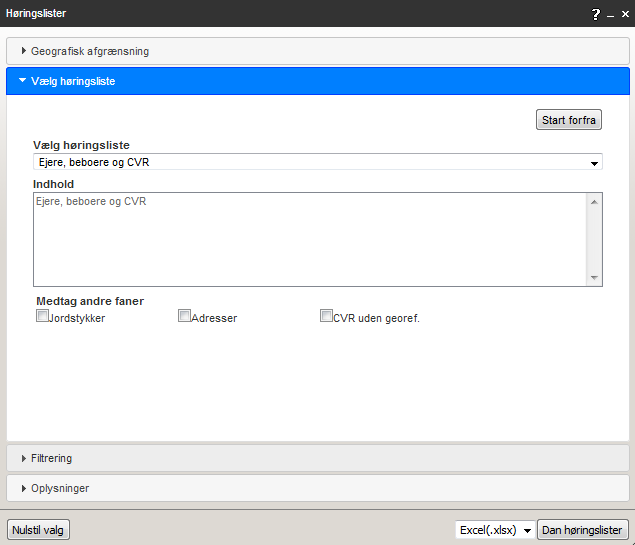 Høringslister
?
Geografisk afgrænsning
Vælg høringsliste
Start forfra
Vælg høringsliste
Ejere, beboere og CVR
Indhold
Ejere, beboere og CVR
Medtag andre faner
Jordstykker Adresser CVR uden georef.
Filtrering
Oplysninger
Nulstil valg Excel(.xlsx) Dan høringslister